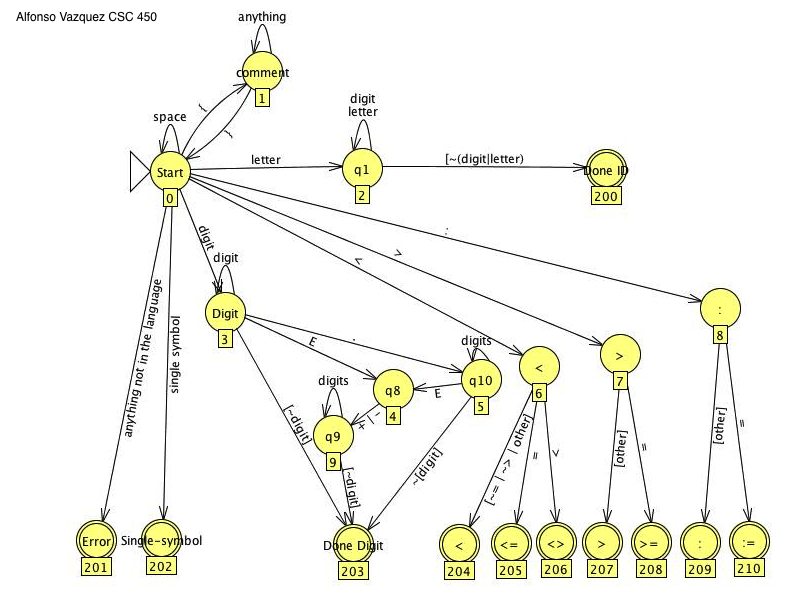 Alfonso Vazquez CSC 450
anything
comment
1
{
}
space
Start
0
letter
digit
letter
q1
2
[~(digit|letter)
Done ID
200
:
<
>
digit
digit
Digit
3
anything not in the language
single symbol
E
.
digits
q10
5
E
q8
4
+ | -
digits
q9
9
[~digit]
[~digit]
~[digit]
<
6
>
7
:
8
[~= | ~> | other]
=
>
[other]
=
[other]
=
Error
201
Single-symbol
202
Done Digit
203
<
204
<=
205
<>
206
>
207
>=
208
:
209
:=
210